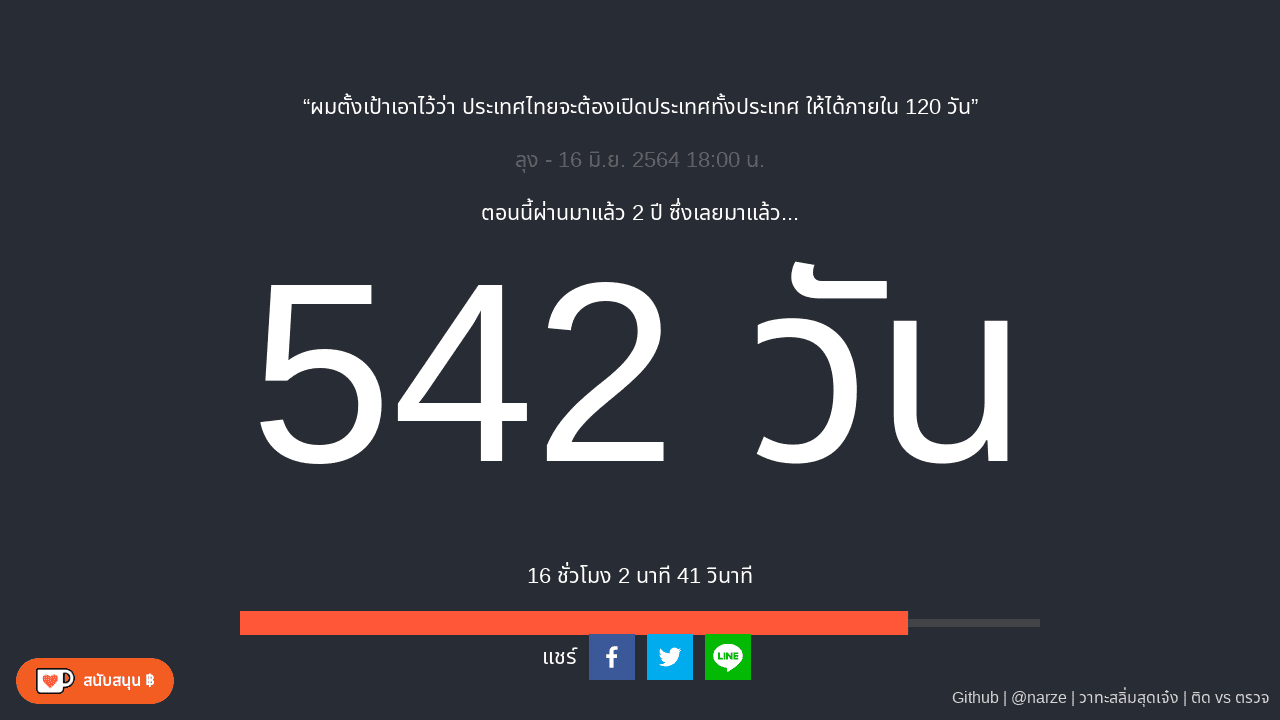 “ผมตั้งเป้าเอาไว้ว่า ประเทศไทยจะต้องเปิดประเทศทั้งประเทศ ให้ได้ภายใน 120 วัน”
ลุง - 16 มิ.ย. 2564 18:00 น.
ตอนนี้ผ่านมาแล้ว 2 ปี ซึ่งเลยมาแล้ว...
542 วัน
16 ชั่วโมง 2 นาที 41 วินาที
แชร์ LINE
สนับสนุน ฿
Github | @narze | วาทะสลิ่มสุดเจ๋ง | ติด vs ตรวจ